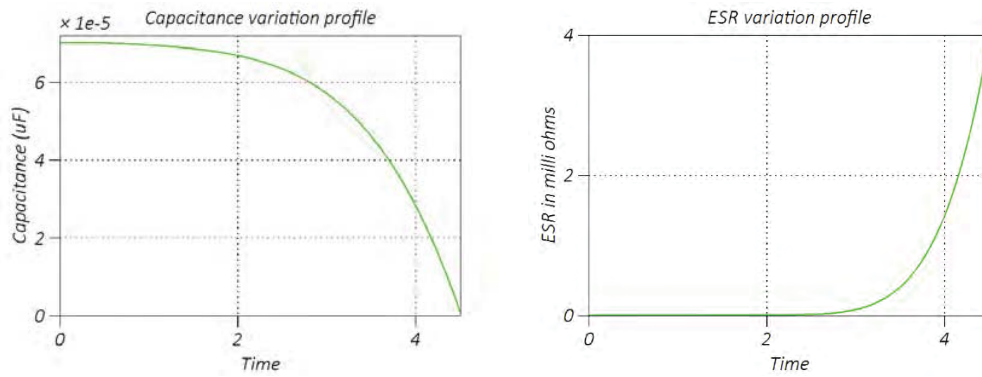 Capacitance variation profile
× 1e-5
6
4
2
0
Capacitance (uF)
0 2 4
Time
ESR variation profile
4
2
0
ESR in milli ohms
0 2 4
Time